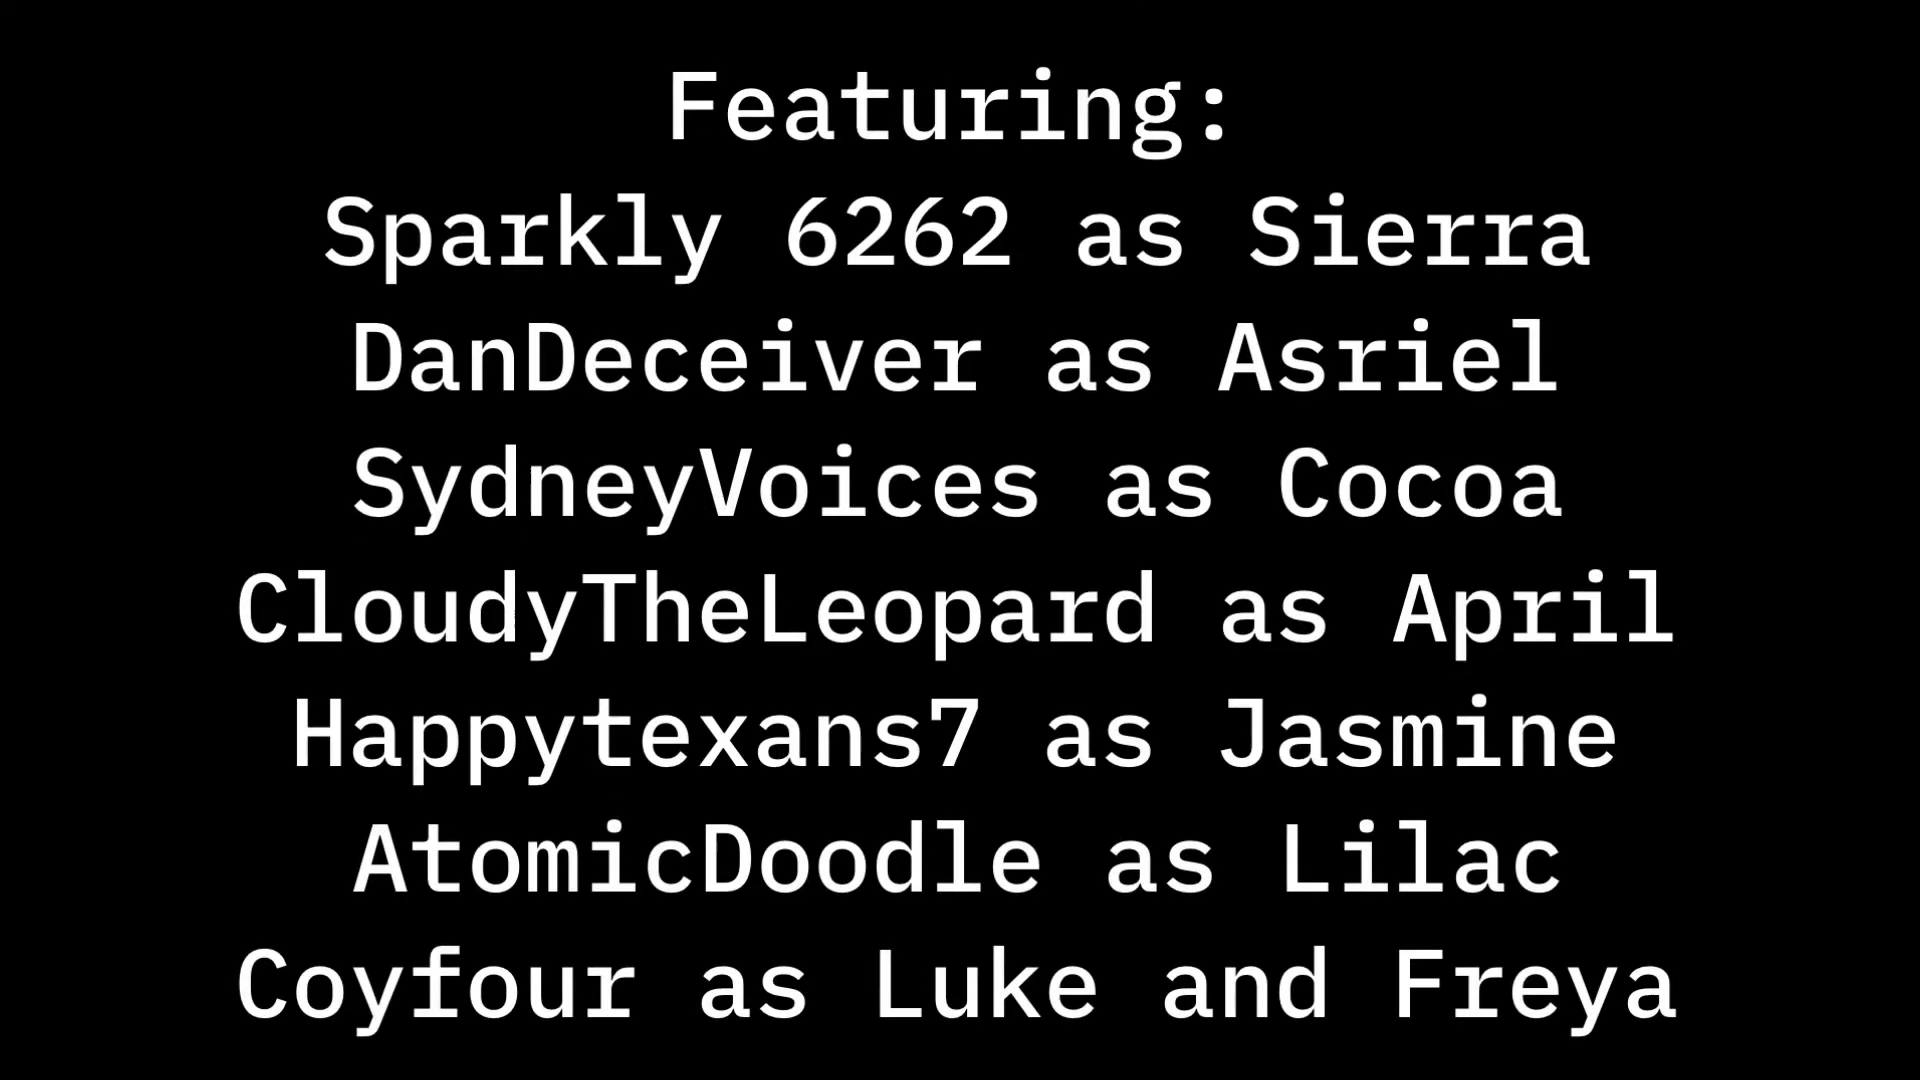 Featuring:
Sparkly 6262 as Sierra
DanDeceiver as Asriel
SydneyVoices as Cocoa
CloudyTheLeopard as April
Happytexans7 as Jasmine
AtomicDoodle as Lilac
Coyfour as Luke and Freya